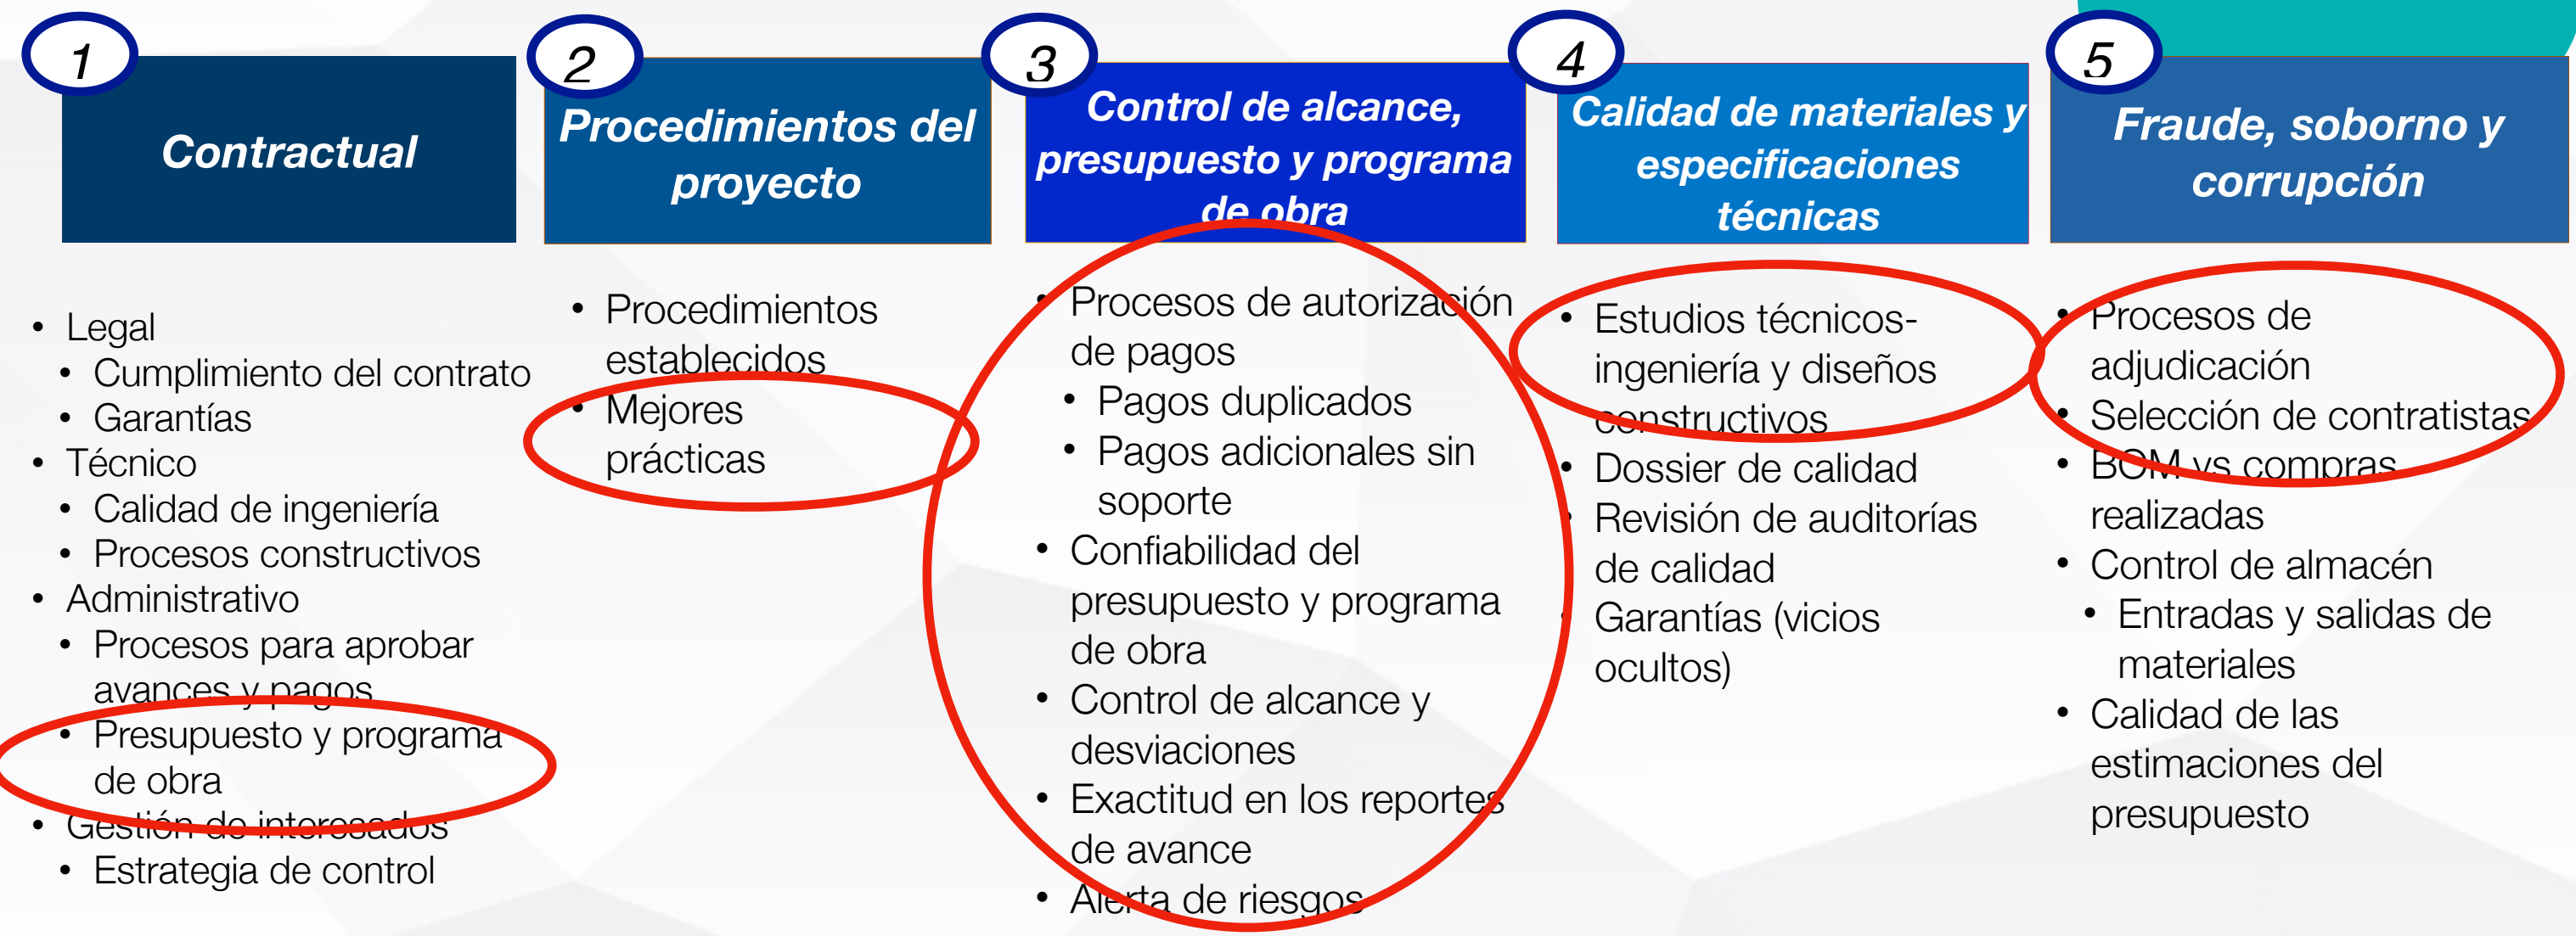 1
Contractual
• Legal
• Cumplimiento del contrato
• Garantías
• Técnico
• Calidad de ingeniería
• Procesos constructivos
• Administrativo
• Procesos para aprobar
avances y pagos
• Presupuesto y programa
de obra
• Gestión de interesados
• Estrategia de control
2
Procedimientos del
proyecto
• Procedimientos
establecidos
• Mejores
prácticas
3
Control de alcance,
presupuesto y programa
de obra
• Procesos de autorización
de pagos
• Pagos duplicados
• Pagos adicionales sin
soporte
• Confiabilidad del
presupuesto y programa
de obra
• Control de alcance y
desviaciones
• Exactitud en los reportes
de avance
• Alerta de riesgos
4
Calidad de materiales y
especificaciones
técnicas
• Estudios técnicos-
ingeniería y diseños
constructivos
• Dossier de calidad
• Revisión de auditorías
de calidad
• Garantías (vicios
ocultos)
5
Fraude, soborno y
corrupción
• Procesos de
adjudicación
• Selección de contratistas
• BOM vs compras
realizadas
• Control de almacén
• Entradas y salidas de
materiales
• Calidad de las
estimaciones del
presupuesto